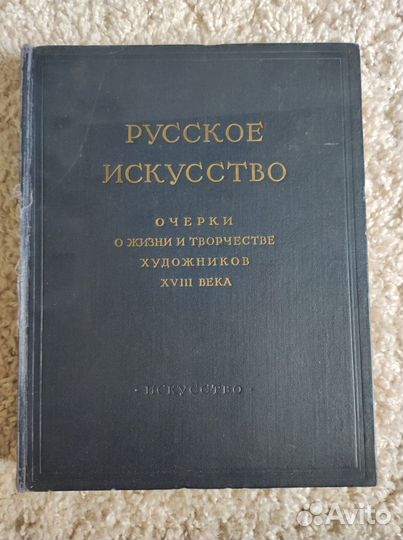 РУССКОЕ
ИСКУССТВО
ОЧЕРКИ
О ЖИЗНИ И ТВОРЧЕСТВЕ
ХУДОЖНИКОВ
XVIII ВЕКА
· ИСКУССТВО ·
Avito